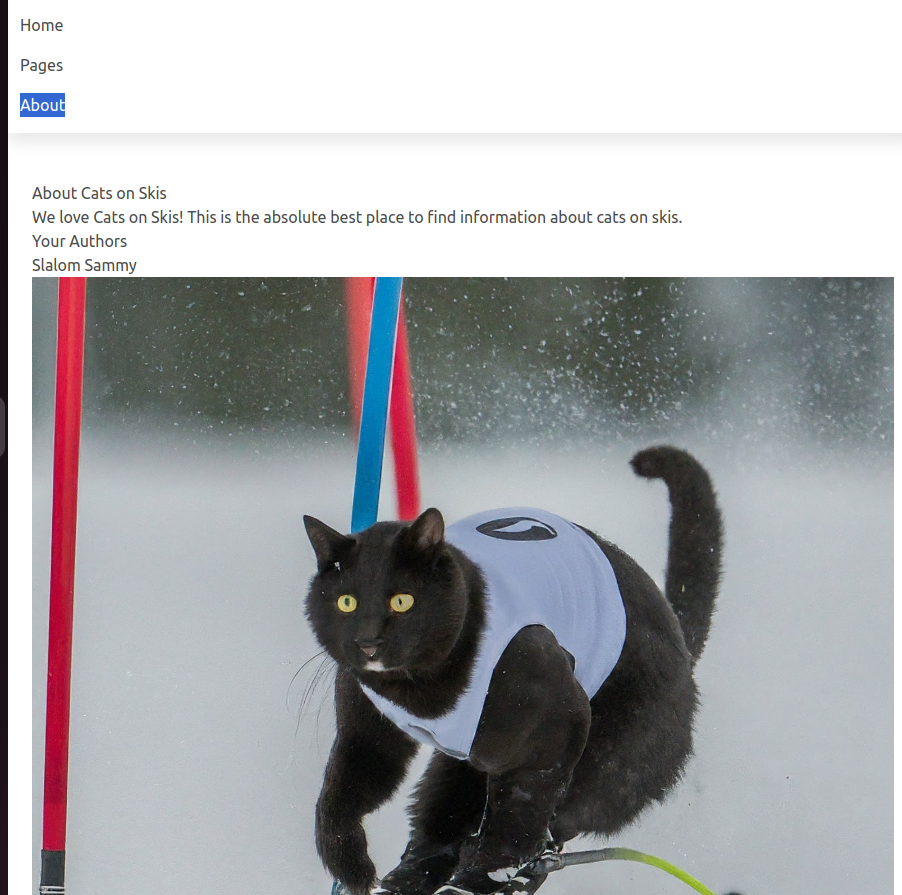 Home
Pages
About
About Cats on Skis
We love Cats on Skis! This is the absolute best place to find information about cats on skis.
Your Authors
Slalom Sammy